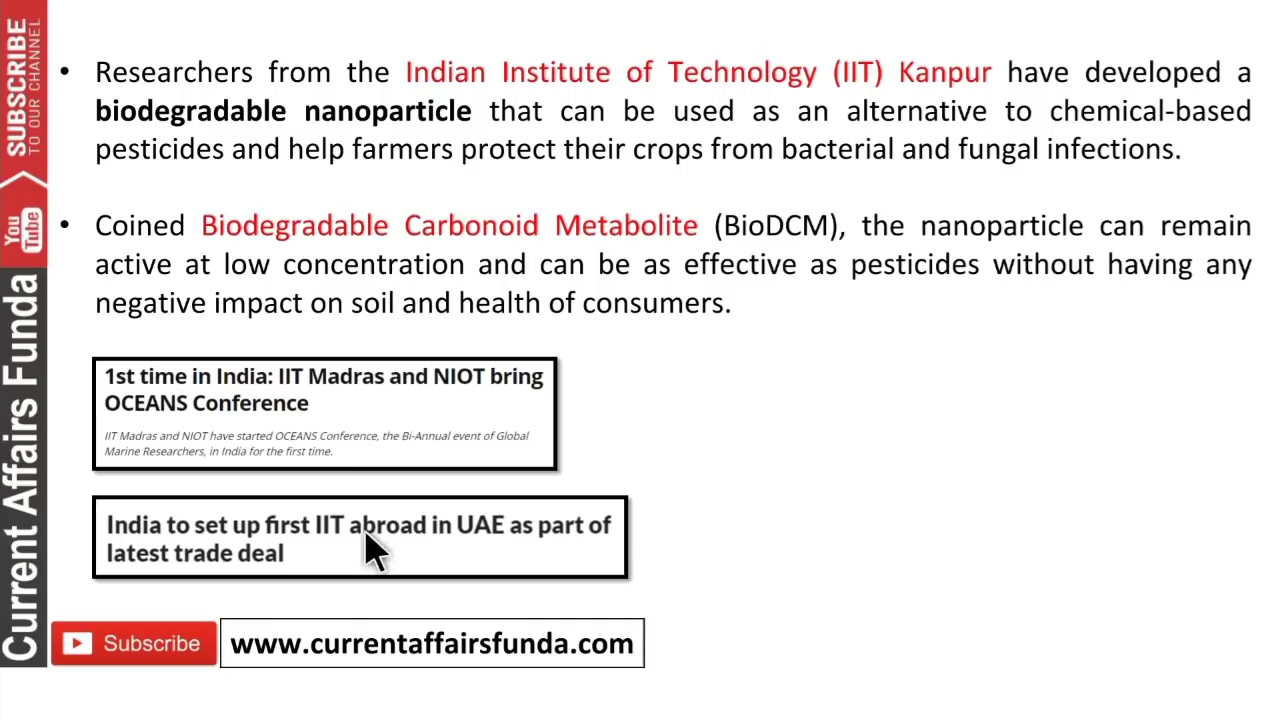 • Researchers from the Indian Institute of Technology (IIT) Kanpur have developed a
biodegradable nanoparticle that can be used as an alternative to chemical-based
pesticides and help farmers protect their crops from bacterial and fungal infections.
• Coined Biodegradable Carbonoid Metabolite (BioDCM), the nanoparticle can remain
active at low concentration and can be as effective as pesticides without having any
negative impact on soil and health of consumers.
1st time in India: IIT Madras and NIOT bring
OCEANS Conference
IIT Madras and NIOT have started OCEANS Conference, the Bi-Annual event of Global
Marine Researchers, in India for the first time.
India to set up first IIT abroad in UAE as part of
latest trade deal
Subscribe
www.currentaffairsfunda.com
SUBSCRIBE
TO OUR CHANNEL
You
Tube
Current Affairs Funda